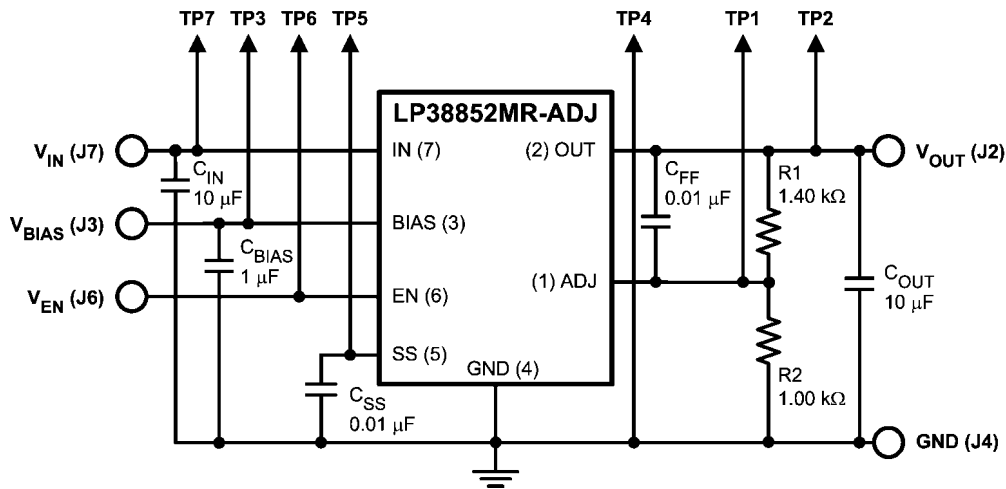 TP7 TP3 TP6 TP5 TP4 TP1 TP2
LP38852MR-ADJ
V_IN (J7)
C_IN
10 µF
IN (7)
(2) OUT
C_FF
0.01 µF
R1
1.40 kΩ
V_OUT (J2)
V_BIAS (J3)
C_BIAS
1 µF
BIAS (3)
V_EN (J6)
EN (6)
(1) ADJ
C_OUT
10 µF
SS (5)
GND (4)
C_SS
0.01 µF
R2
1.00 kΩ
GND (J4)